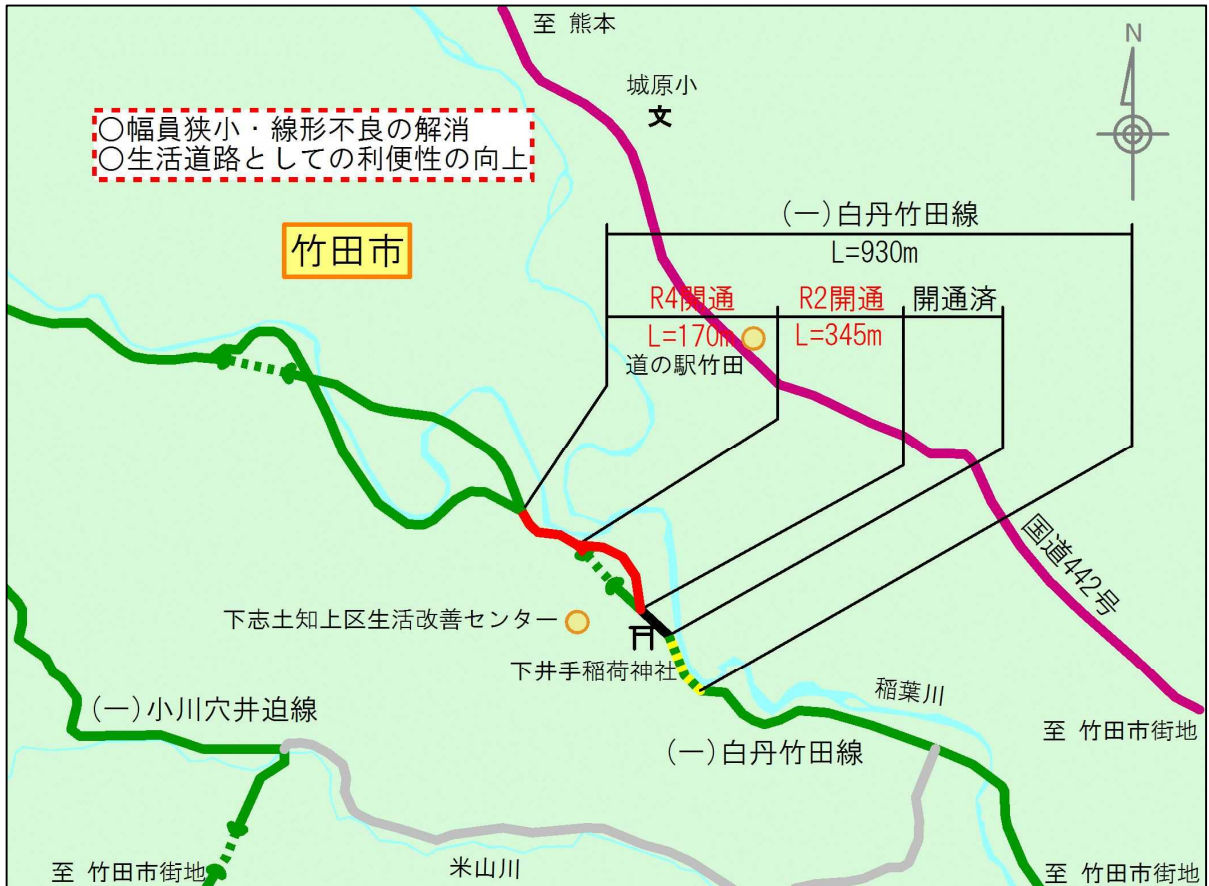 至 熊本
N
城原小
文
○幅員狭小・線形不良の解消
○生活道路としての利便性の向上
(一)白丹竹田線
L=930m
竹田市
R4開通
R2開通
開通済
L=170m
L=345m
道の駅竹田
国道442号
下志土知上区生活改善センター
下井手稲荷神社
稲葉川
(一)小川穴井迫線
(一)白丹竹田線
至 竹田市街地
至 竹田市街地
米山川
至 竹田市街地